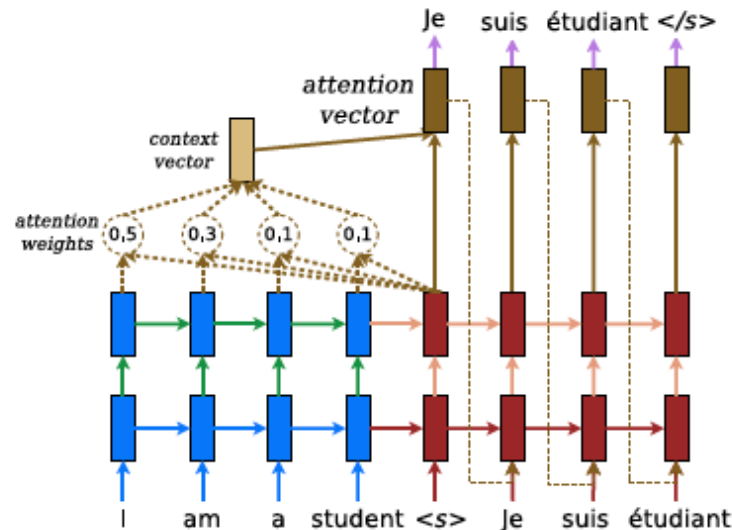 Je suis étudiant </s>
attention
vector
context
vector
attention
weights
0,5 0,3 0,1 0,1
I am a student <s> Je suis étudiant